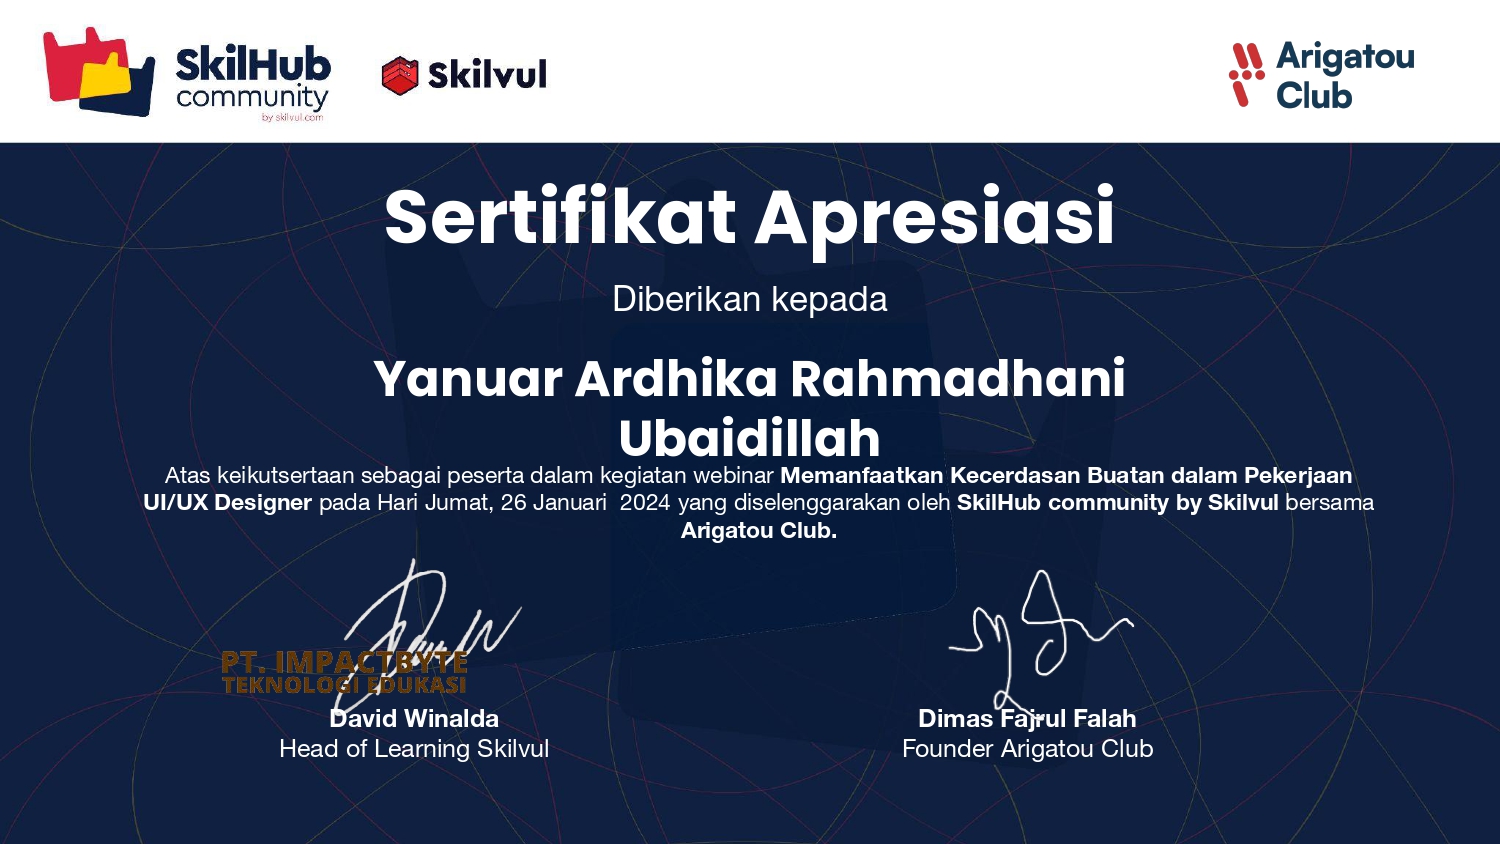 SkilHub
community
by skilvul.com
Skilvul
Arigatou
Club
Sertifikat Apresiasi
Diberikan kepada
Yanuar Ardhika Rahmadhani
Ubaidillah
Atas keikutsertaan sebagai peserta dalam kegiatan webinar Memanfaatkan Kecerdasan Buatan dalam Pekerjaan
UI/UX Designer pada Hari Jumat, 26 Januari 2024 yang diselenggarakan oleh SkilHub community by Skilvul bersama
Arigatou Club.
PT. IMPACTBYTE
TEKNOLOGI EDUKASI
David Winalda
Head of Learning Skilvul
Dimas Fajrul Falah
Founder Arigatou Club